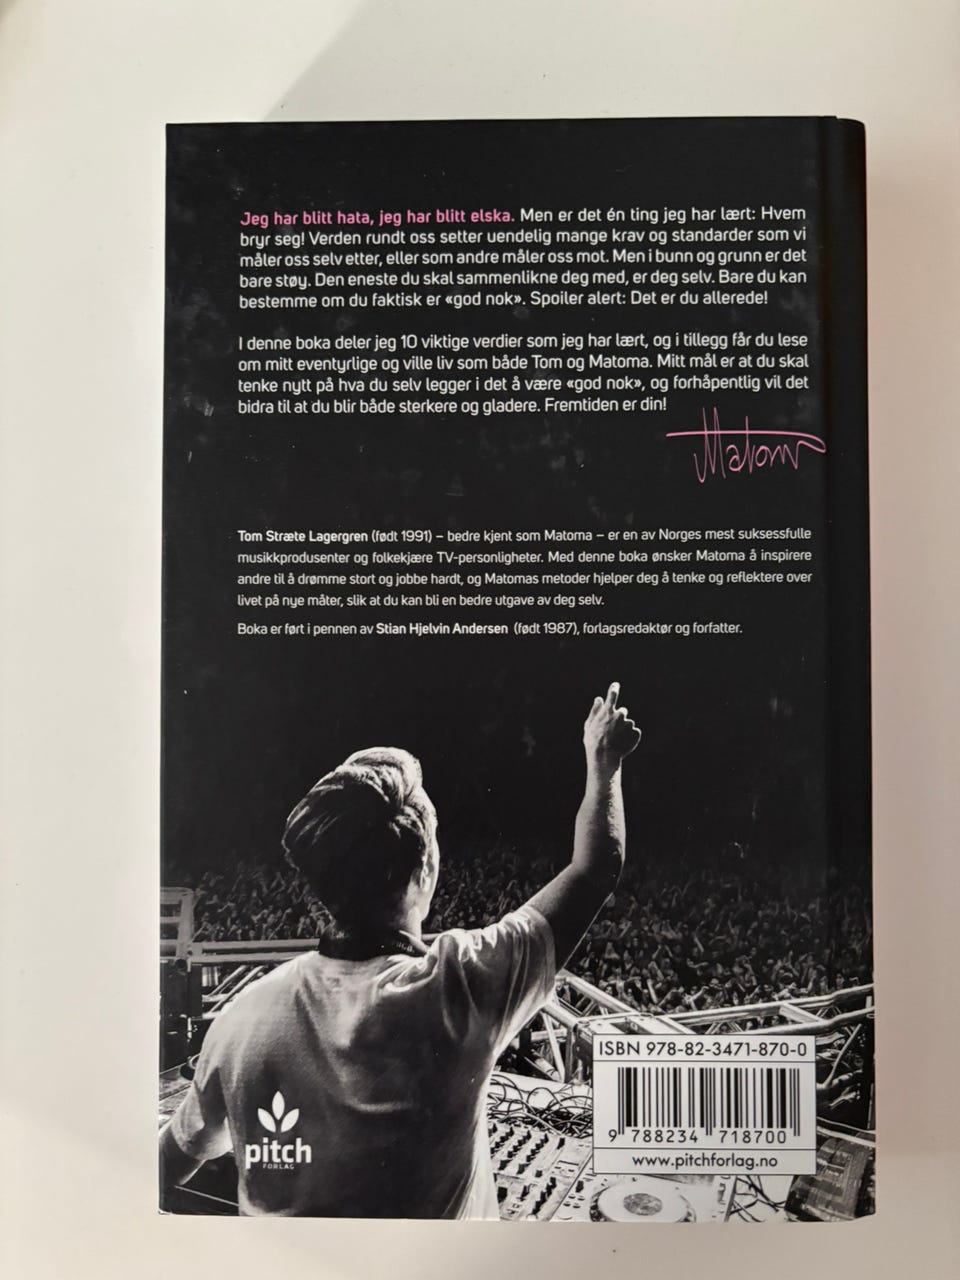 Jeg har blitt hata, jeg har blitt elska. Men er det én ting jeg har lært: Hvem
bryr seg! Verden rundt oss setter uendelig mange krav og standarder som vi
måler oss selv etter, eller som andre måler oss mot. Men i bunn og grunn er det
bare støy. Den eneste du skal sammenlikne deg med, er deg selv. Bare du kan
bestemme om du faktisk er «god nok». Spoiler alert: Det er du allerede!
I denne boka deler jeg 10 viktige verdier som jeg har lært, og i tillegg får du lese
om mitt eventyrlige og ville liv som både Tom og Matoma. Mitt mål er at du skal
tenke nytt på hva du selv legger i det å være «god nok», og forhåpentlig vil det
bidra til at du blir både sterkere og gladere. Fremtiden er din!
Matoma
Tom Stræte Lagergren (født 1991) – bedre kjent som Matoma – er en av Norges mest suksessfulle
musikkprodusenter og folkekjære TV-personligheter. Med denne boka ønsker Matoma å inspirere
andre til å drømme stort og jobbe hardt, og Matomas metoder hjelper deg å tenke og reflektere over
livet på nye måter, slik at du kan bli en bedre utgave av deg selv.
Boka er ført i pennen av Stian Hjelvin Andersen (født 1987), forlagsredaktør og forfatter.
ISBN 978-82-3471-870-0
9 788234 718700
www.pitchforlag.no
pitch
FORLAG